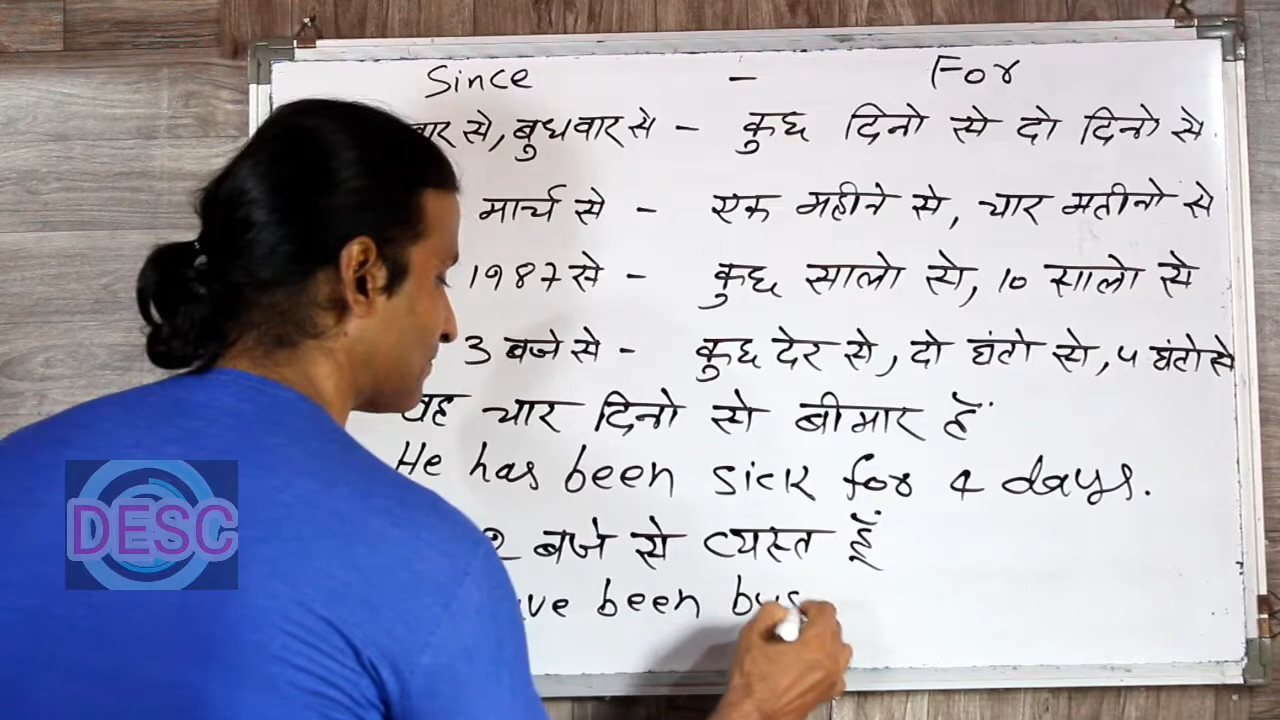 Since - For
वार से, बुधवार से - कुछ दिनो से दो दिनो से
मार्च से - एक महीने से, चार महीनो से
1987 से - कुछ सालो से, 10 सालो से
3 बजे से - कुछ देर से, दो घंटो से, 4 घंटो से
वह चार दिनो से बीमार हैं
He has been sick for 4 days.
2 बजे से व्यस्त हूँ
ve been bus
DESC